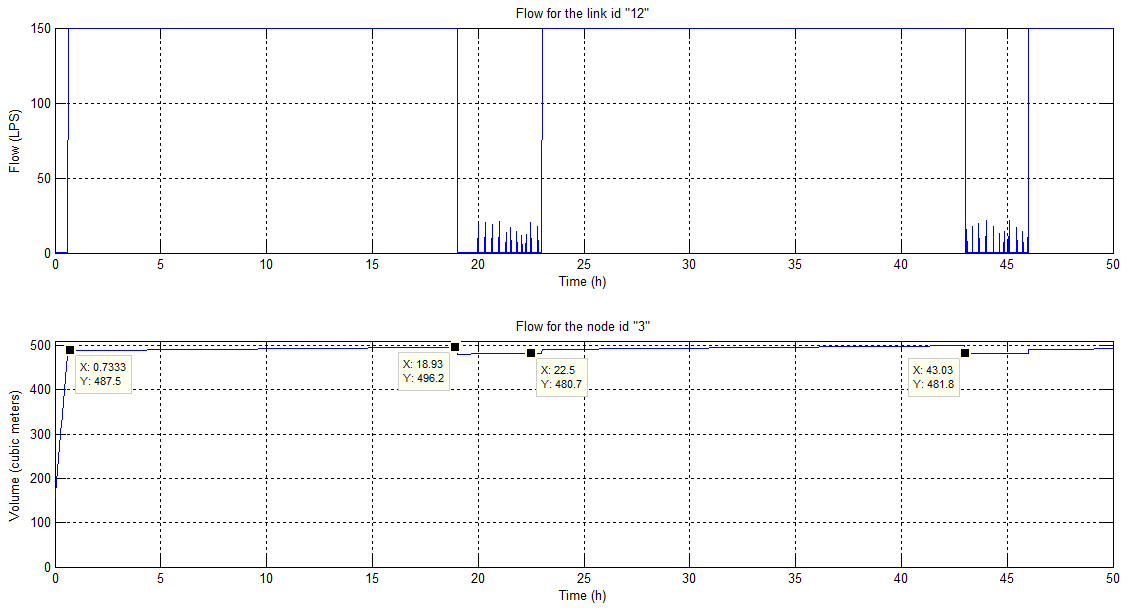 Flow for the link id "12"
150
100
50
0
Flow (LPS)
0 5 10 15 20 25 30 35 40 45 50
Time (h)
Flow for the node id "3"
500
400
300
200
100
0
Volume (cubic meters)
X: 0.7333
Y: 487.5
X: 18.93
Y: 496.2
X: 22.5
Y: 480.7
X: 43.03
Y: 481.8
0 5 10 15 20 25 30 35 40 45 50
Time (h)